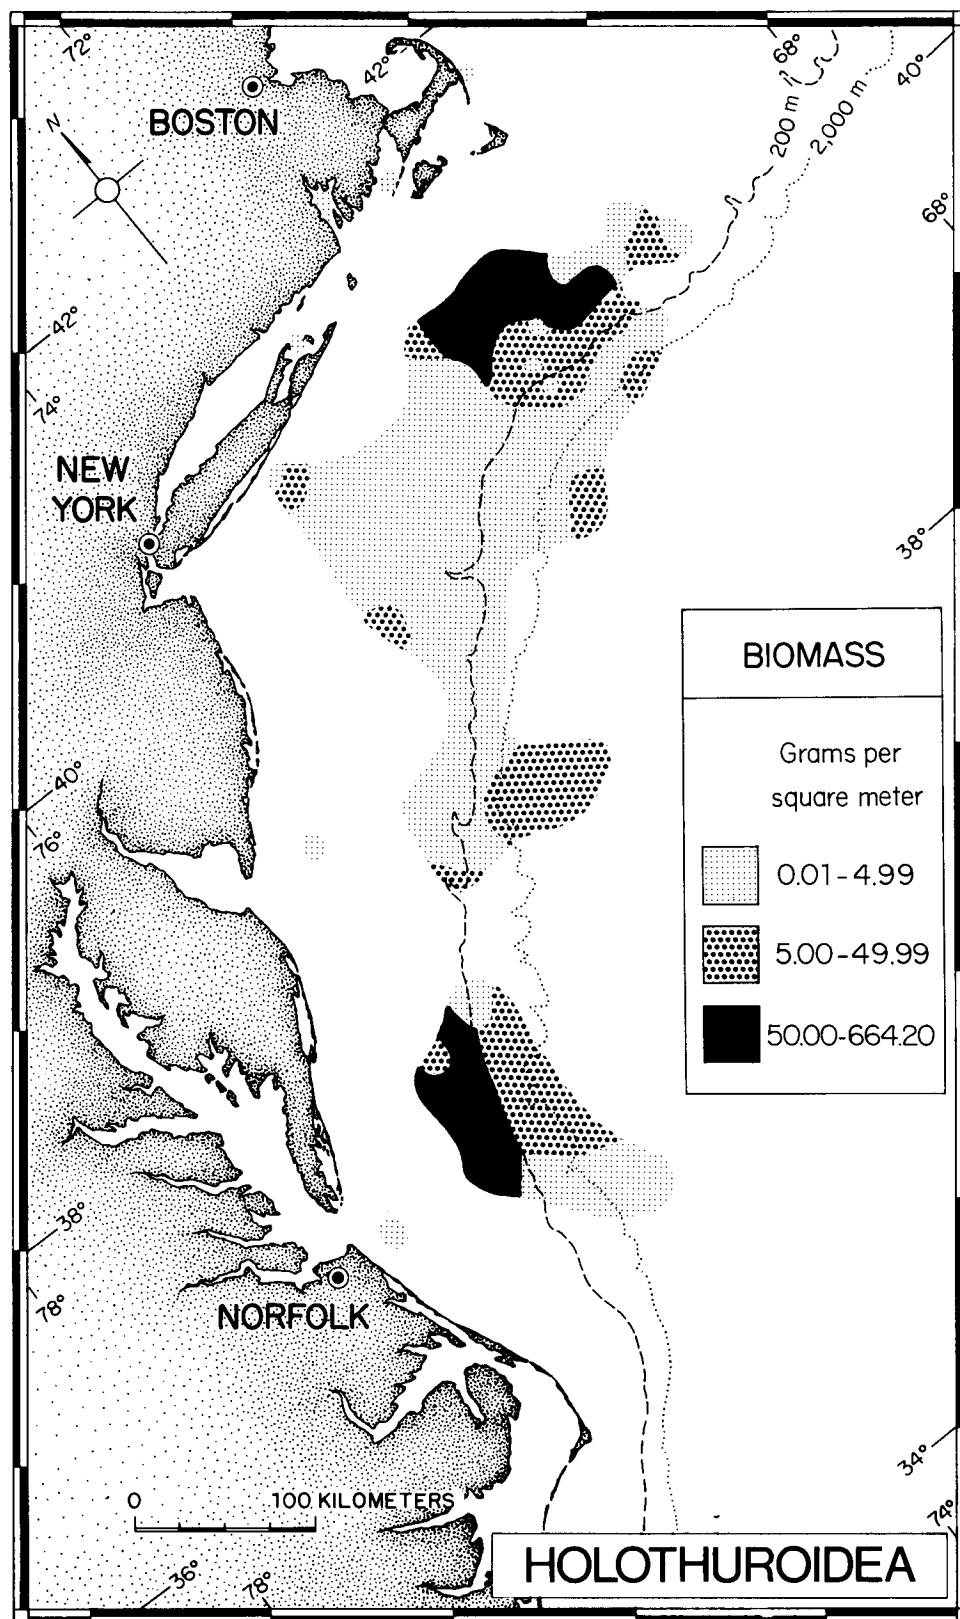 72°
42°
68°
40°
BOSTON
N
200 m
2,000 m
68°
42°
74°
NEW
YORK
38°
BIOMASS
Grams per
square meter
0.01-4.99
5.00-49.99
50.00-664.20
40°
76°
38°
78°
NORFOLK
34°
74°
0 100 KILOMETERS
36°
78°
HOLOTHUROIDEA